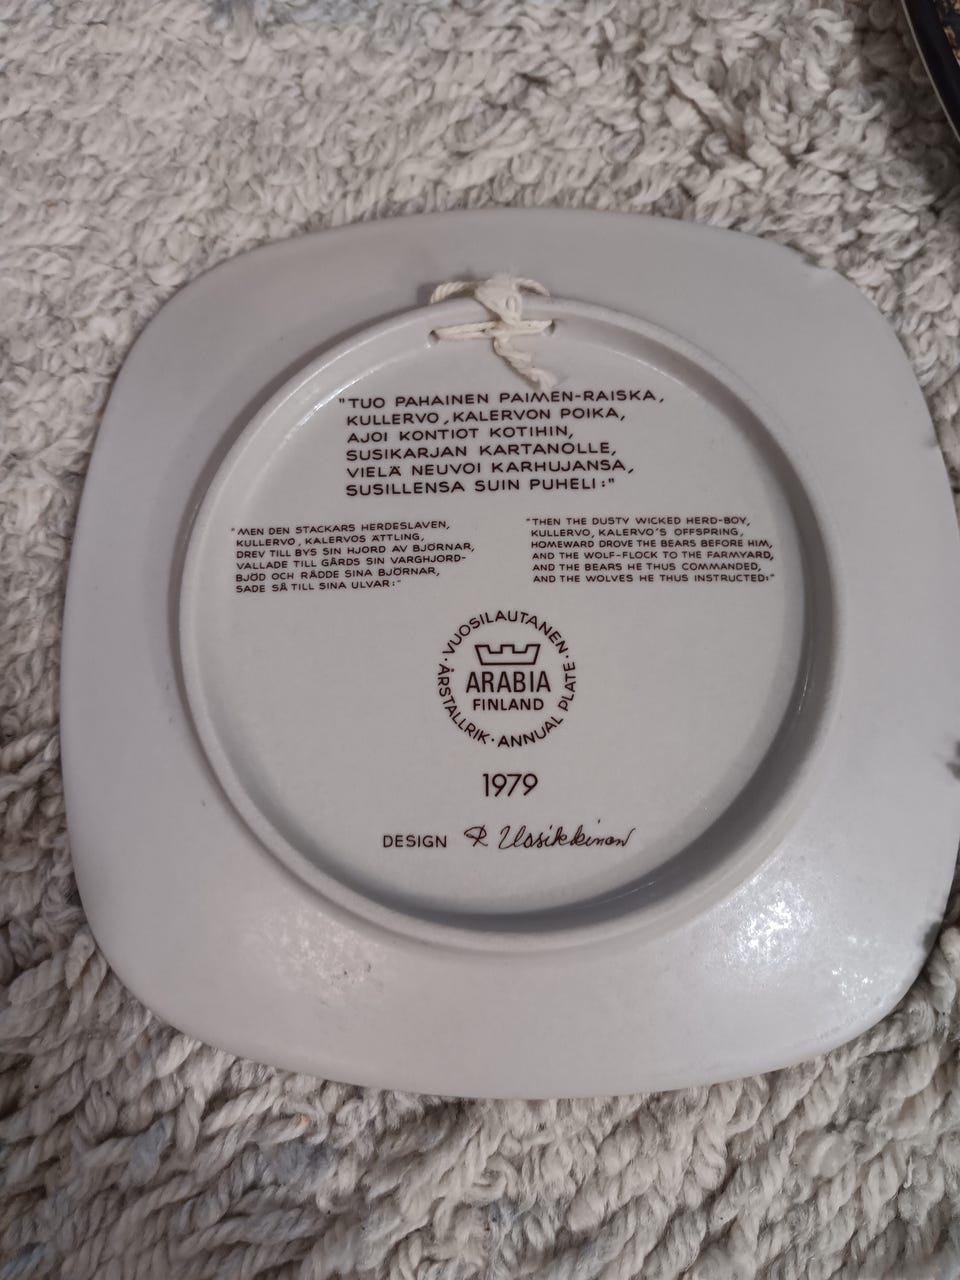 "TUO PAHAINEN PAIMEN-RAISKA,
KULLERVO, KALERVON POIKA,
AJOI KONTIOT KOTIHIN,
SUSIKARJAN KARTANOLLE,
VIELÄ NEUVOI KARHUJANSA,
SUSILLENSA SUIN PUHELI:"
"MEN DEN STACKARS HERDESLAVEN,
KULLERVO, KALERVOS ÄTTLING,
DREV TILL BYS SIN HJORD AV BJÖRNAR,
VALLADE TILL GÅRDS SIN VARGHJORD-
BJÖD OCH RÄDDE SINA BJÖRNAR,
SADE SÅ TILL SINA ULVAR:"
"THEN THE DUSTY WICKED HERD-BOY,
KULLERVO, KALERVO'S OFFSPRING,
HOMEWARD DROVE THE BEARS BEFORE HIM,
AND THE WOLF-FLOCK TO THE FARMYARD,
AND THE BEARS HE THUS COMMANDED,
AND THE WOLVES HE THUS INSTRUCTED:"
VUOSILAUTANEN · ANNUAL PLATE · ÅRSTALLRIK ·
ARABIA
FINLAND
1979
DESIGN R Uosikkinen